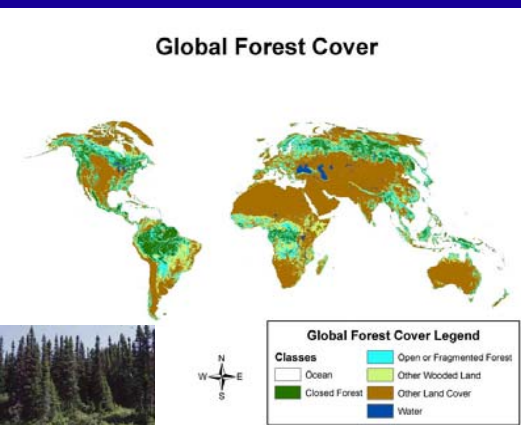 Global Forest Cover
N
W E
S
Global Forest Cover Legend
Classes
Ocean
Closed Forest
Open or Fragmented Forest
Other Wooded Land
Other Land Cover
Water